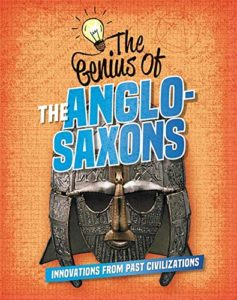 The
Genius Of
THE ANGLO-
SAXONS
INNOVATIONS FROM PAST CIVILIZATIONS